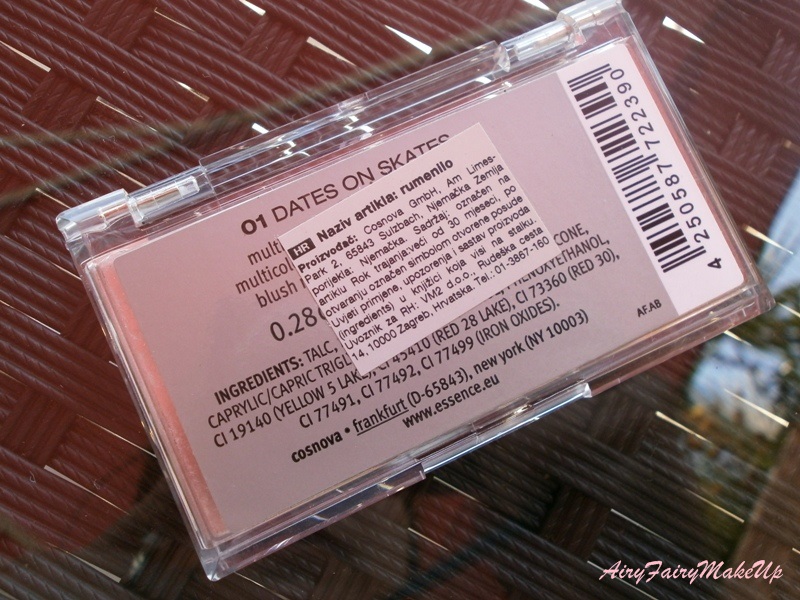 01 DATES ON SKATES
multi
multicol
blush
0.28
HR Naziv artikla: rumenilo
Proizvođač: Cosnova GmbH, Am Limes-
Park 2, 65843 Sulzbach, Njemačka Zemlja
porijekla: Njemačka. Sadržaj: označen na
artiklu Rok trajanja:veći od 30 mjeseci, po
otvaranju označen simbolom otvorene posude
Uvjeti primjene, upozorenja i sastav proizvoda
(ingredients) u knjižici koja visi na stalku.
Uvoznik za RH: VM2 d.o.o., Rudeška cesta
14, 10000 Zagreb, Hrvatska. Tel.: 01-3867-160
INGREDIENTS: TALC, CONE,
CAPRYLIC/CAPRIC TRIGL HENOXYETHANOL,
CI 19140 (YELLOW 5 LAKE), CI 45410 (RED 28 LAKE), CI 73360 (RED 30),
CI 77491, CI 77492, CI 77499 (IRON OXIDES).
cosnova • frankfurt (D-65843), new york (NY 10003)
www.essence.eu
AF.AB
4 250587 722390
AiryFairyMakeUp